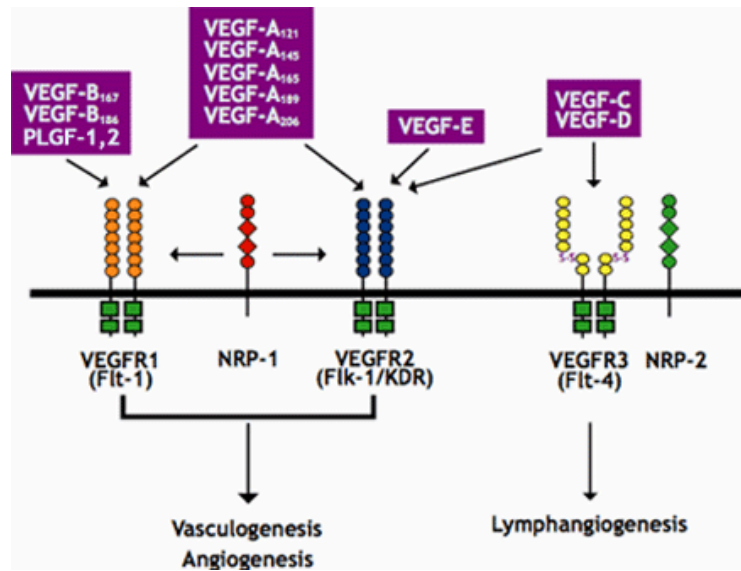 VEGF-B₁₆₇
VEGF-B₁₈₆
PLGF-1,2
VEGF-A₁₂₁
VEGF-A₁₄₅
VEGF-A₁₆₅
VEGF-A₁₈₉
VEGF-A₂₀₆
VEGF-E
VEGF-C
VEGF-D
S-S
S-S
VEGFR1
(Flt-1)
NRP-1
VEGFR2
(Flk-1/KDR)
VEGFR3
(Flt-4)
NRP-2
Vasculogenesis
Angiogenesis
Lymphangiogenesis